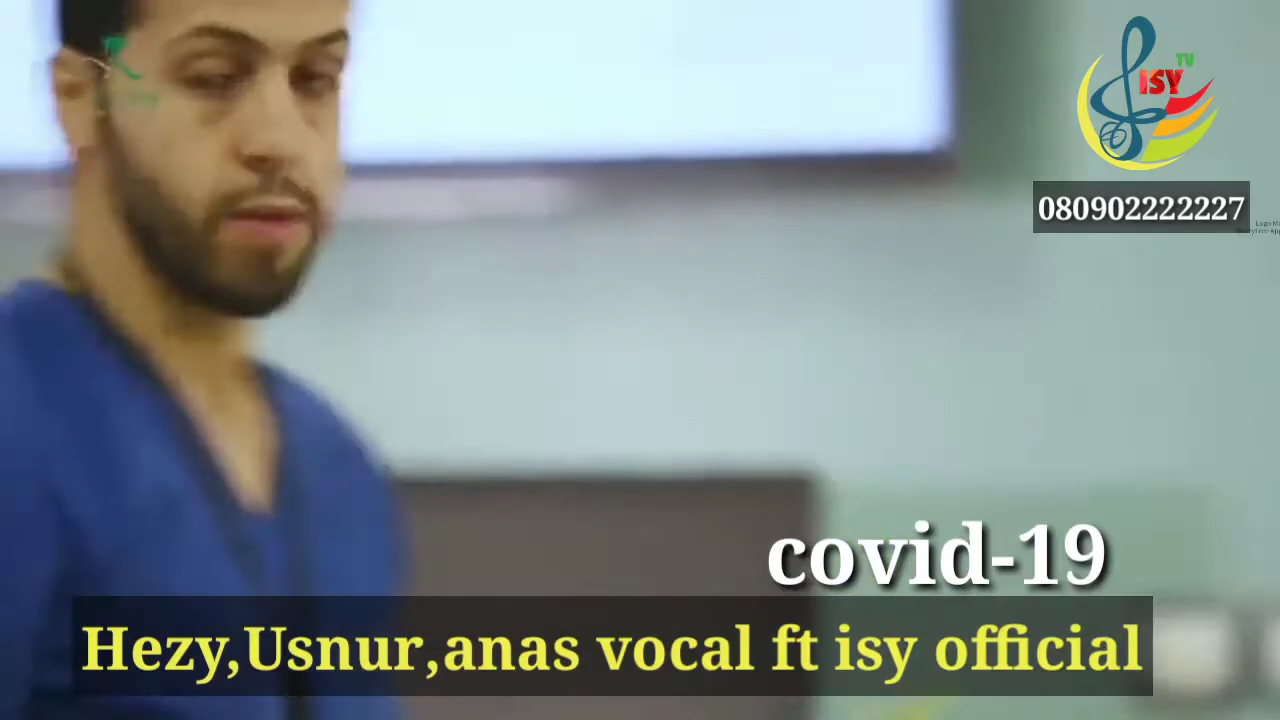 TV
ISY
080902222227
covid-19
Hezy,Usnur,anas vocal ft isy official